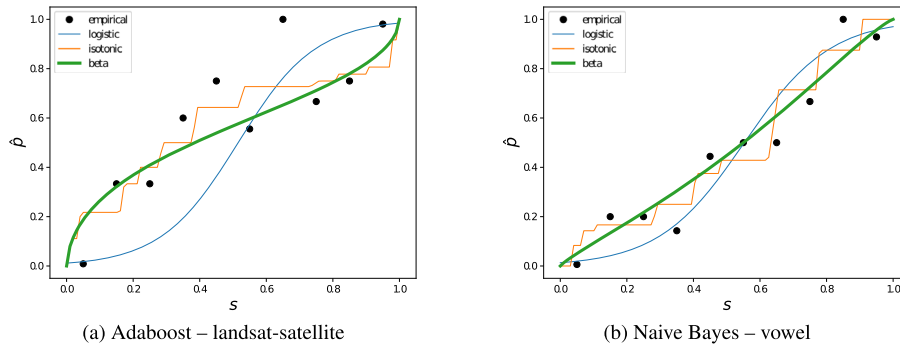 empirical
logistic
isotonic
beta
1.0
0.8
0.6
0.4
0.2
0.0
p̂
0.0 0.2 0.4 0.6 0.8 1.0
s
(a) Adaboost – landsat-satellite
empirical
logistic
isotonic
beta
1.0
0.8
0.6
0.4
0.2
0.0
p̂
0.0 0.2 0.4 0.6 0.8 1.0
s
(b) Naive Bayes – vowel